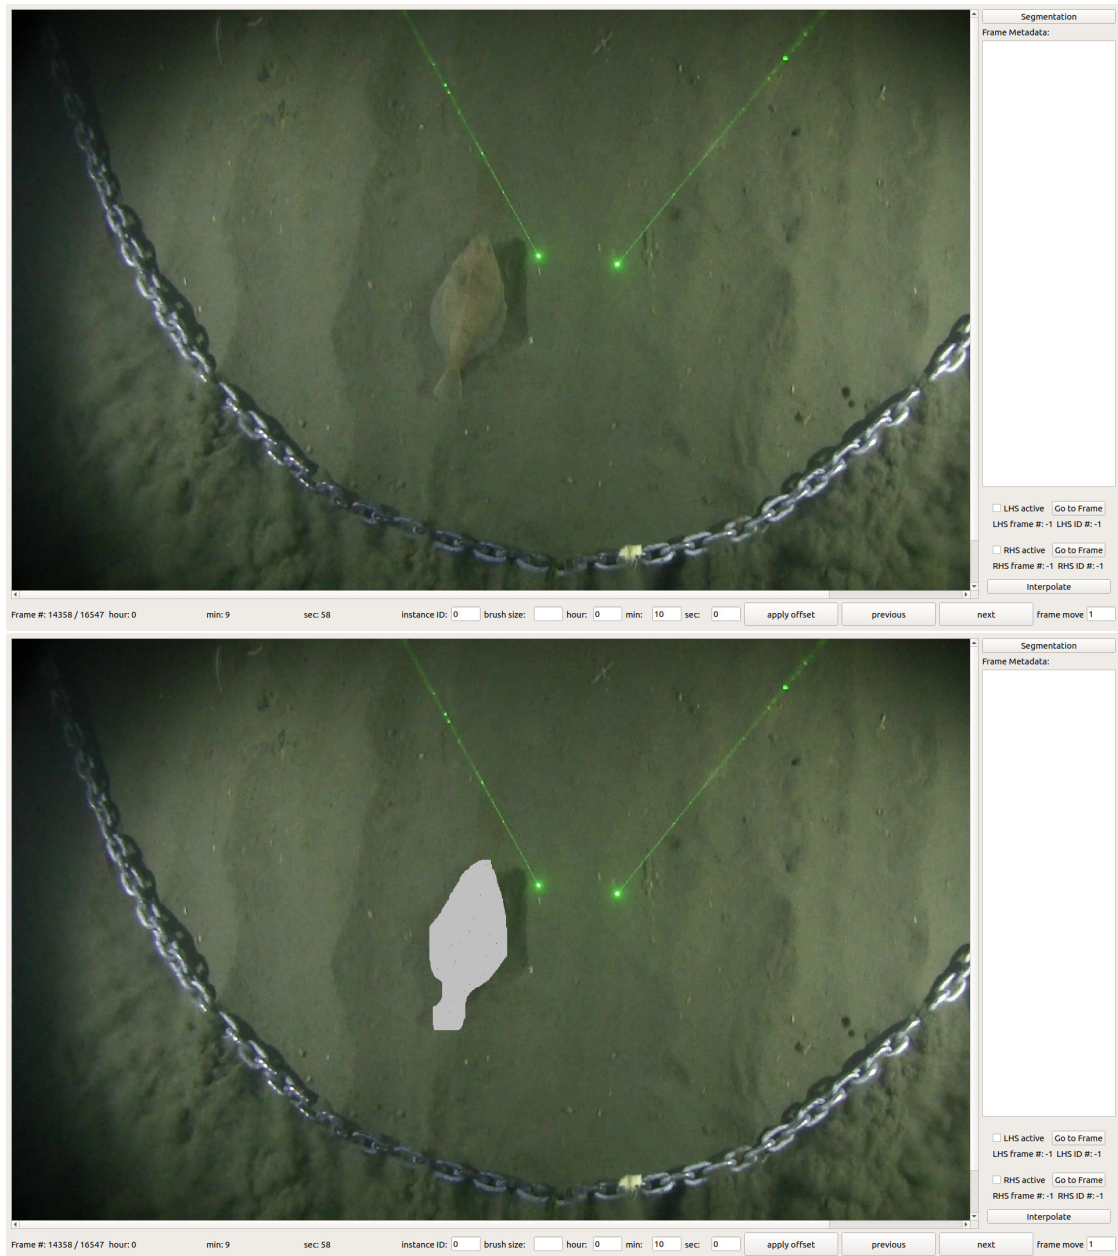 Segmentation
Frame Metadata:
LHS active Go to Frame
LHS frame #: -1 LHS ID #: -1
RHS active Go to Frame
RHS frame #: -1 RHS ID #: -1
Interpolate
Frame #: 14358 / 16547 hour: 0 min: 9 sec: 58 instance ID: 0 brush size: hour: 0 min: 10 sec: 0 apply offset previous next frame move 1
Segmentation
Frame Metadata:
LHS active Go to Frame
LHS frame #: -1 LHS ID #: -1
RHS active Go to Frame
RHS frame #: -1 RHS ID #: -1
Interpolate
Frame #: 14358 / 16547 hour: 0 min: 9 sec: 58 instance ID: 0 brush size: hour: 0 min: 10 sec: 0 apply offset previous next frame move 1